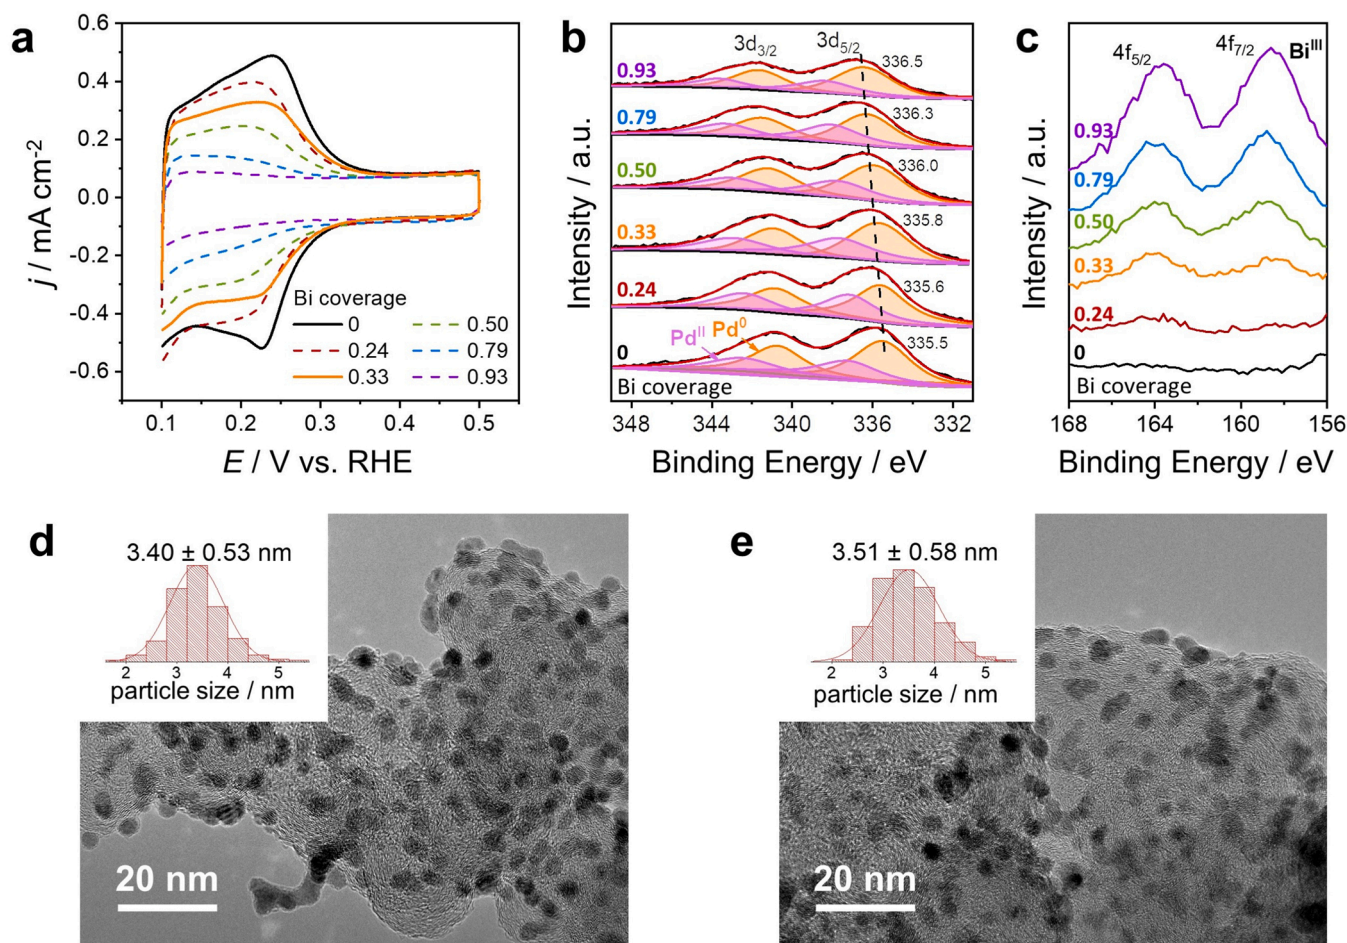 a
0.6
0.4
0.2
0.0
-0.2
-0.4
-0.6
j / mA cm⁻²
0.1 0.2 0.3 0.4 0.5
E / V vs. RHE
Bi coverage
0 0.50
0.24 0.79
0.33 0.93
b
Intensity / a.u.
3d3/2 3d5/2
0.93 336.5
0.79 336.3
0.50 336.0
0.33 335.8
0.24 335.6
0 335.5
Pdᴵᴵ Pd⁰
Bi coverage
348 344 340 336 332
Binding Energy / eV
c
Intensity / a.u.
4f5/2 4f7/2 Biᴵᴵᴵ
0.93
0.79
0.50
0.33
0.24
0
Bi coverage
168 164 160 156
Binding Energy / eV
d
3.40 ± 0.53 nm
2 3 4 5
particle size / nm
20 nm
e
3.51 ± 0.58 nm
2 3 4 5
particle size / nm
20 nm